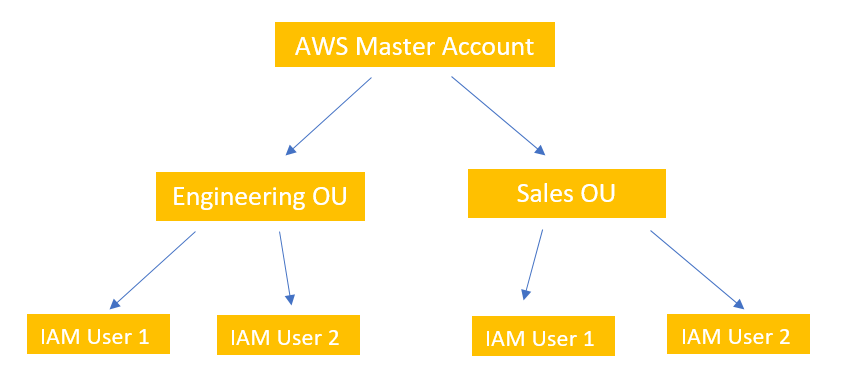 AWS Master Account
Engineering OU
Sales OU
IAM User 1
IAM User 2
IAM User 1
IAM User 2